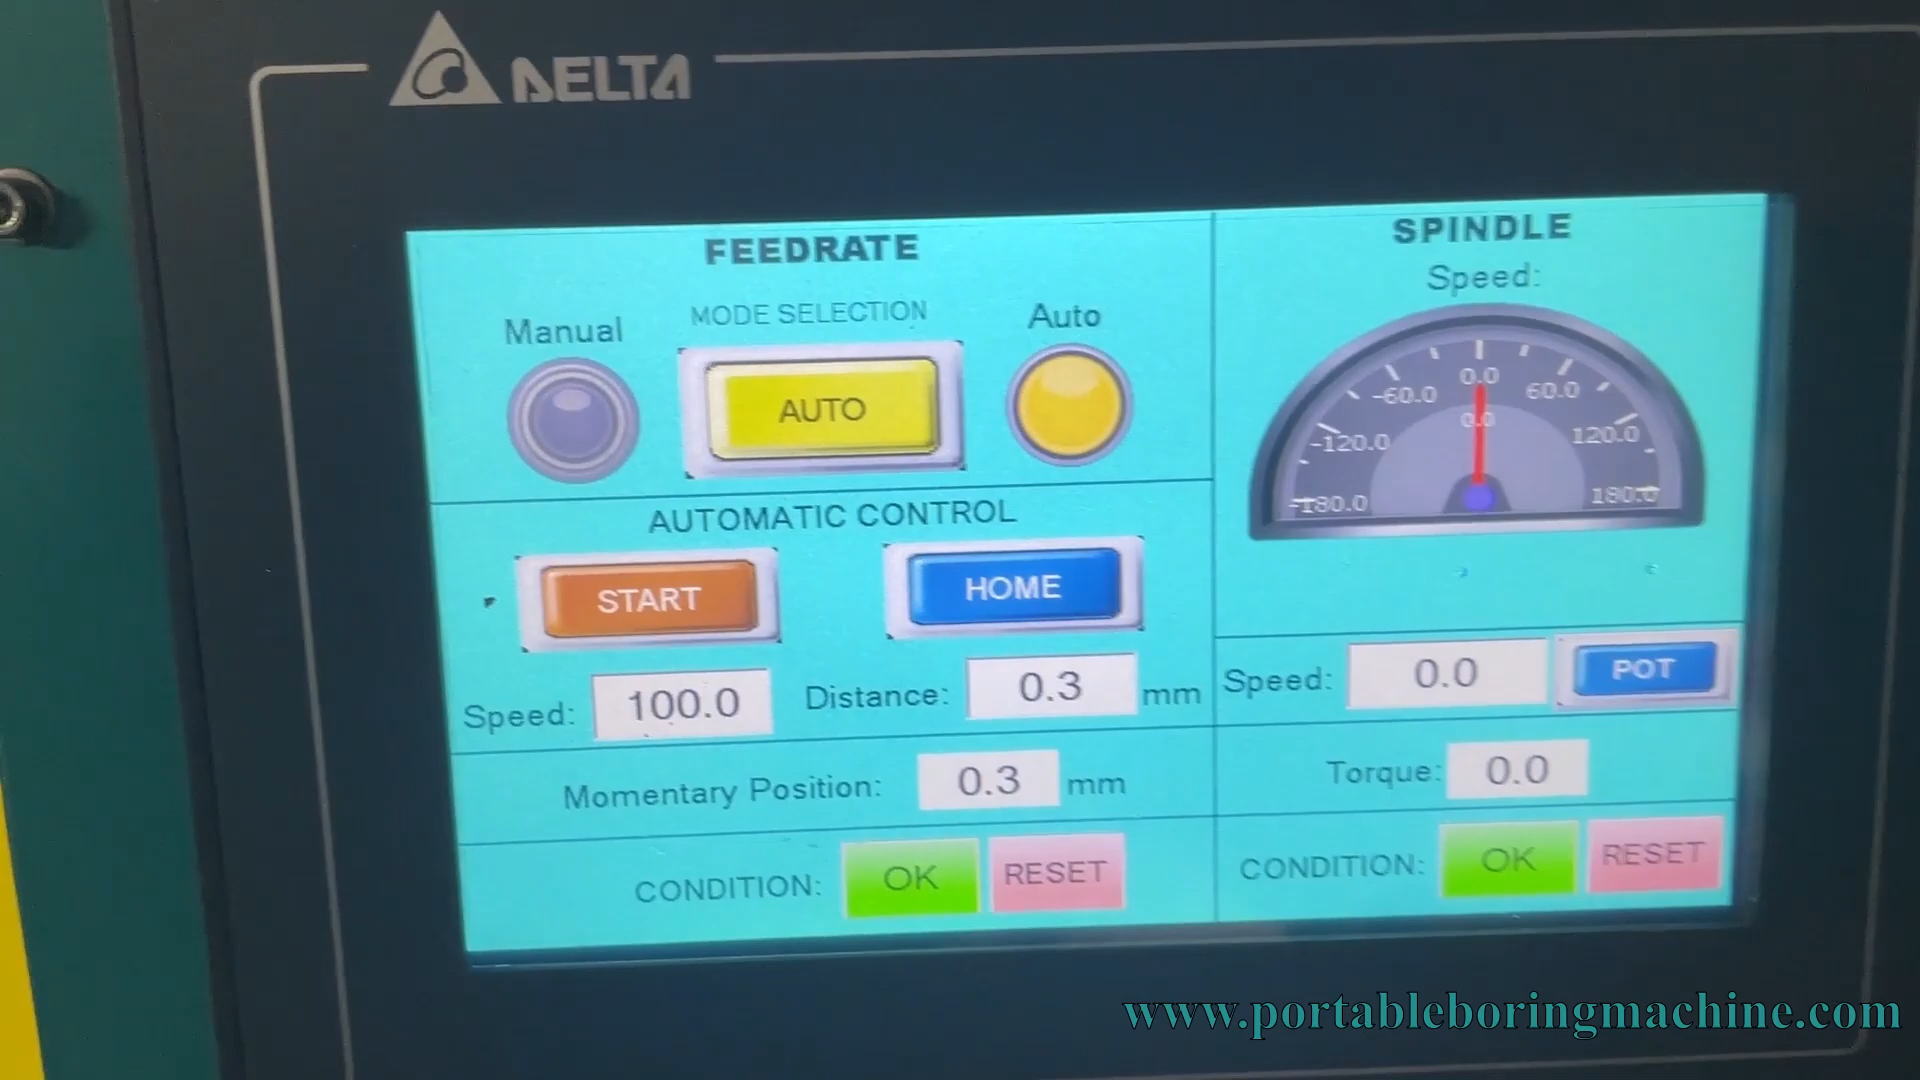 DELTA
FEEDRATE
MODE SELECTION
Manual
AUTO
Auto
AUTOMATIC CONTROL
START
HOME
Speed: 100.0
Distance: 0.3 mm
Momentary Position: 0.3 mm
CONDITION: OK RESET
SPINDLE
Speed:
-180.0 -120.0 -60.0 0.0 60.0 120.0 180.0
0.0
Speed: 0.0 POT
Torque: 0.0
CONDITION: OK RESET
www.portableboringmachine.com